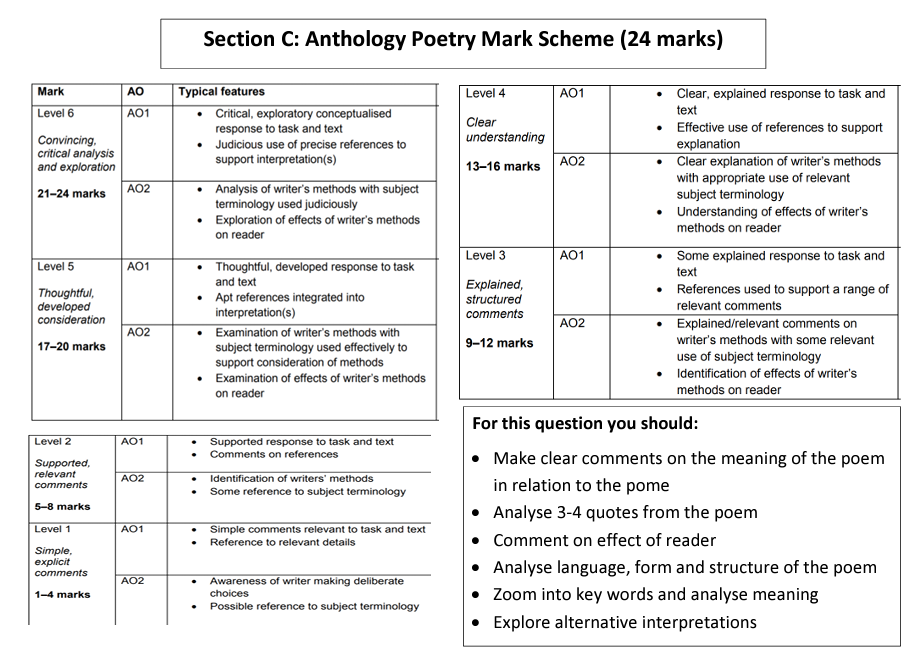 Section C: Anthology Poetry Mark Scheme (24 marks)
Mark AO Typical features
Level 6 AO1 • Critical, exploratory conceptualised
response to task and text
Convincing,
critical analysis
and exploration
• Judicious use of precise references to
support interpretation(s)
21–24 marks
AO2 • Analysis of writer's methods with subject
terminology used judiciously
• Exploration of effects of writer's methods
on reader
Level 5 AO1 • Thoughtful, developed response to task
and text
Thoughtful,
developed
consideration
• Apt references integrated into
interpretation(s)
17–20 marks
AO2 • Examination of writer's methods with
subject terminology used effectively to
support consideration of methods
• Examination of effects of writer's methods
on reader
Level 2 AO1 • Supported response to task and text
• Comments on references
Supported,
relevant
comments
5–8 marks
AO2 • Identification of writers' methods
• Some reference to subject terminology
Level 1 AO1 • Simple comments relevant to task and text
• Reference to relevant details
Simple,
explicit
comments
1–4 marks
AO2 • Awareness of writer making deliberate
choices
• Possible reference to subject terminology
Level 4 AO1 • Clear, explained response to task and
text
Clear
understanding
• Effective use of references to support
explanation
13–16 marks
AO2 • Clear explanation of writer's methods
with appropriate use of relevant
subject terminology
• Understanding of effects of writer's
methods on reader
Level 3 AO1 • Some explained response to task and
text
Explained,
structured
comments
• References used to support a range of
relevant comments
9–12 marks
AO2 • Explained/relevant comments on
writer's methods with some relevant
use of subject terminology
• Identification of effects of writer's
methods on reader
For this question you should:
• Make clear comments on the meaning of the poem
in relation to the pome
• Analyse 3-4 quotes from the poem
• Comment on effect of reader
• Analyse language, form and structure of the poem
• Zoom into key words and analyse meaning
• Explore alternative interpretations